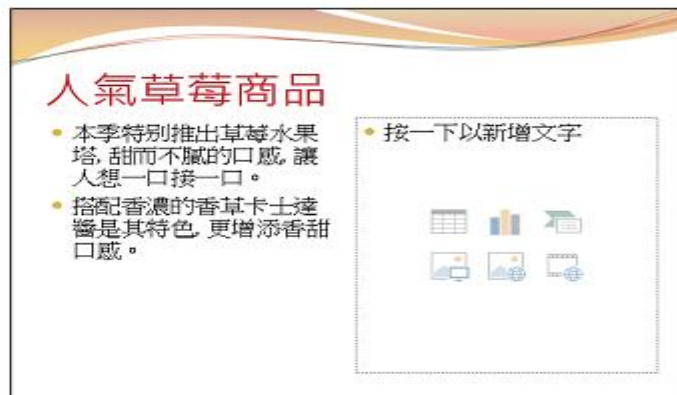 人氣草莓商品
本季特別推出草莓水果
塔, 甜而不膩的口感, 讓
人想一口接一口。
搭配香濃的香草卡士達
醬是其特色, 更增添香甜
口感。
接一下以新增文字